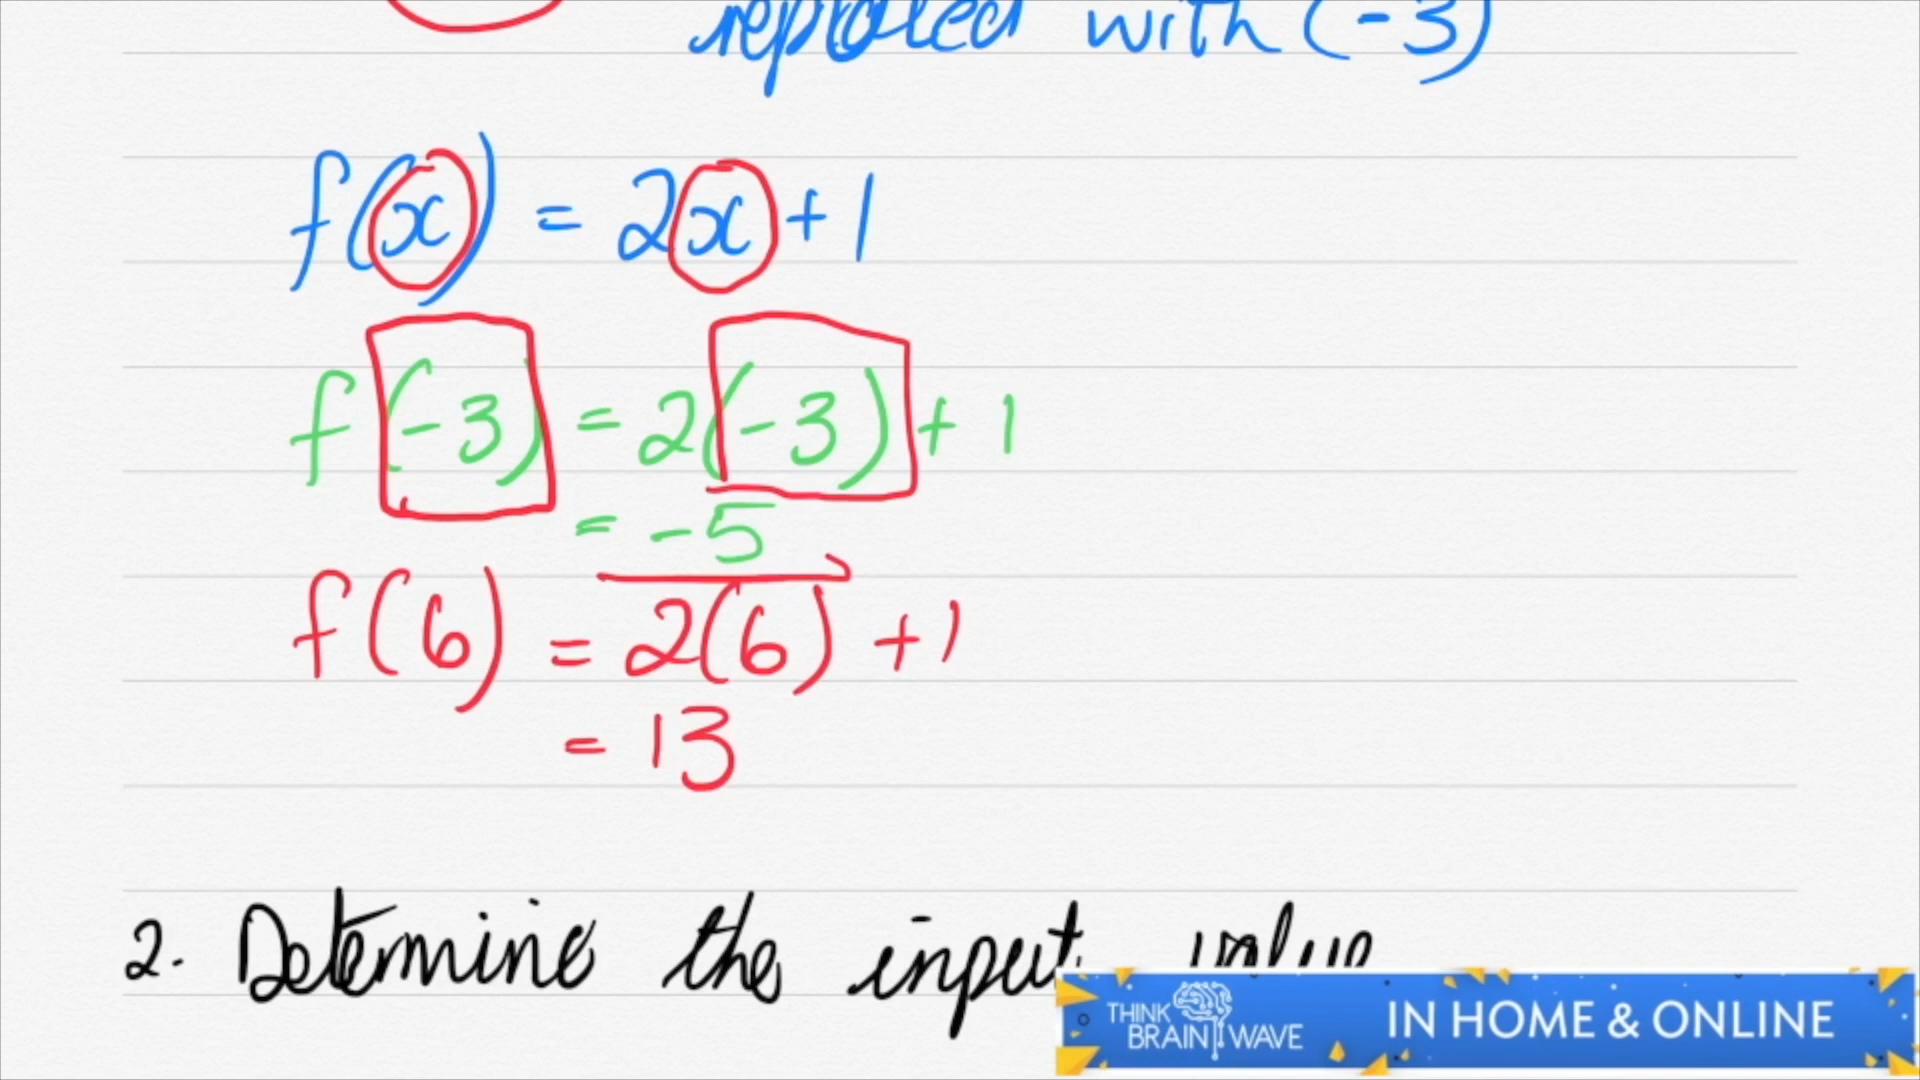 replaced with (-3)
f(x) = 2x + 1
f(-3) = 2(-3) + 1
= -5
f(6) = 2(6) + 1
= 13
2. Determine the input value
THINK BRAIN WAVE
IN HOME & ONLINE